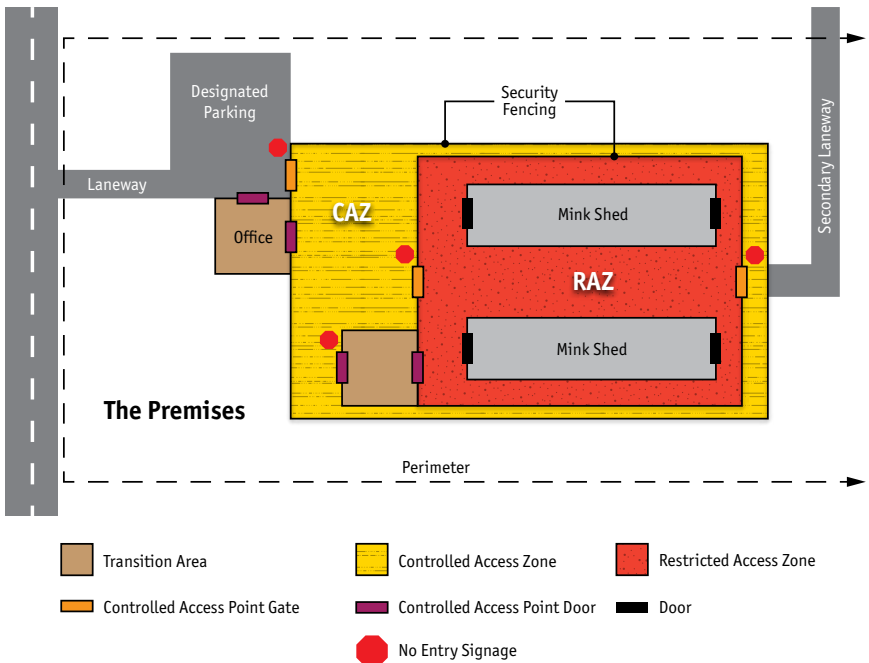 Designated
Parking
Security
Fencing
Laneway
Secondary Laneway
CAZ
Mink Shed
Office
RAZ
Mink Shed
The Premises
Perimeter
Transition Area
Controlled Access Zone
Restricted Access Zone
Controlled Access Point Gate
Controlled Access Point Door
Door
No Entry Signage